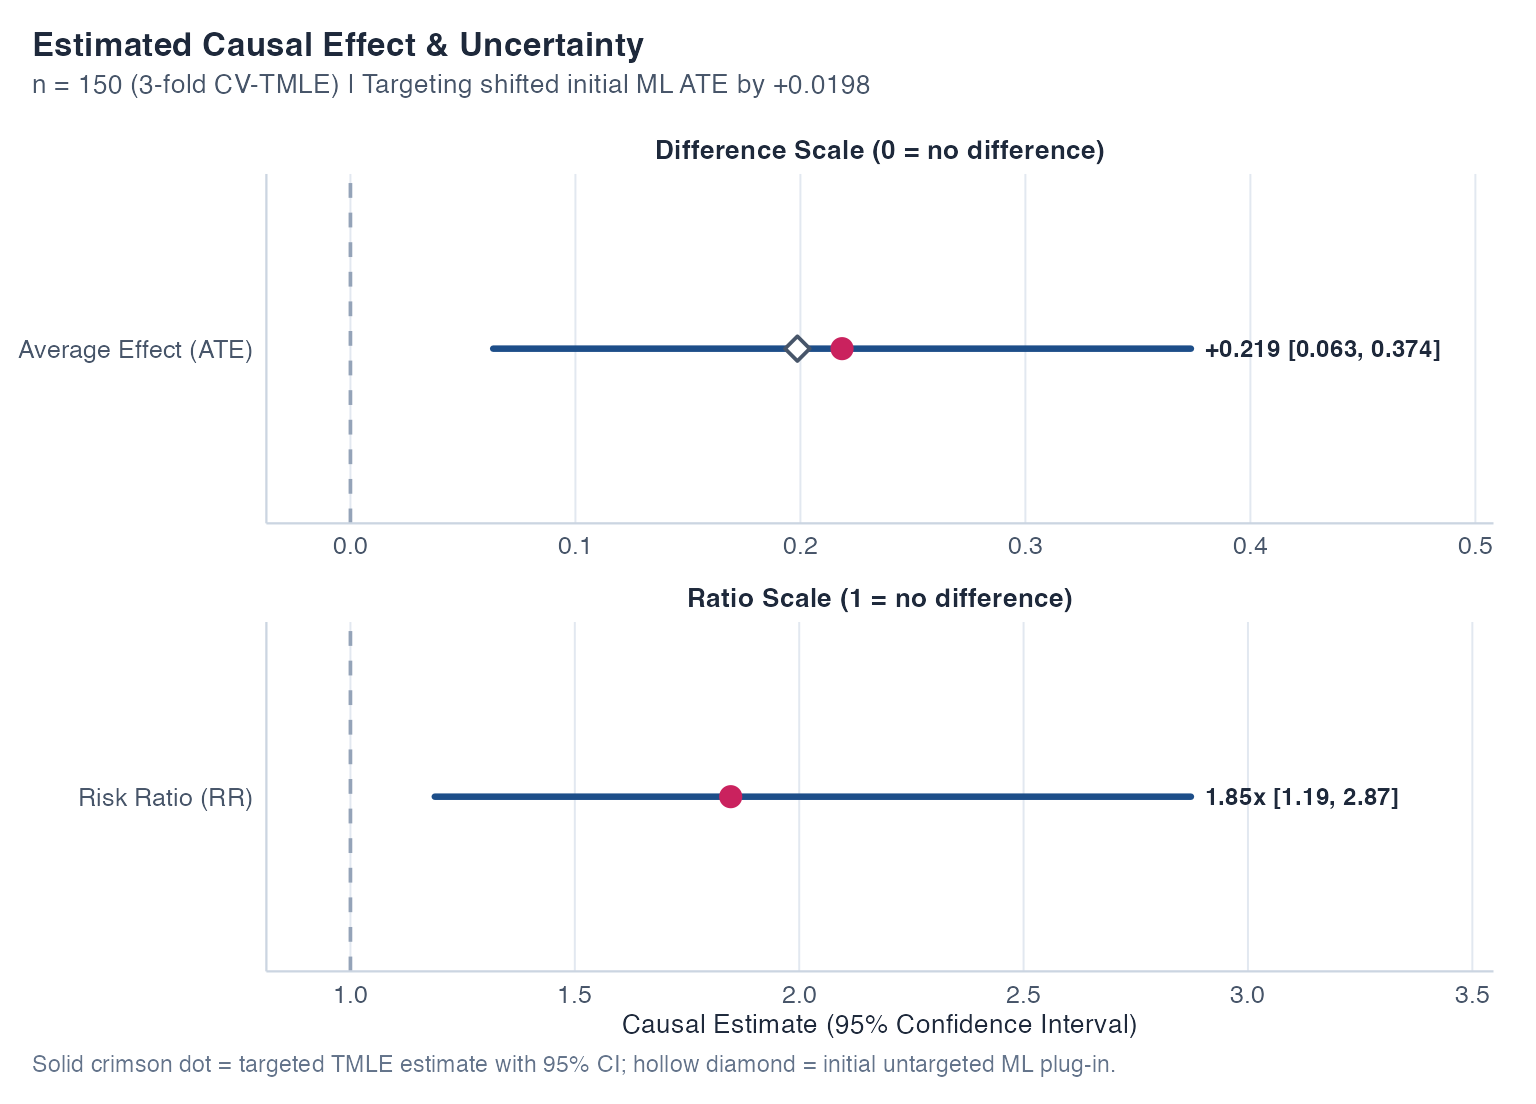 Estimated Causal Effect & Uncertainty
n = 150 (3-fold CV-TMLE) | Targeting shifted initial ML ATE by +0.0198
Difference Scale (0 = no difference)
Average Effect (ATE)
+0.219 [0.063, 0.374]
0.0 0.1 0.2 0.3 0.4 0.5
Ratio Scale (1 = no difference)
Risk Ratio (RR)
1.85x [1.19, 2.87]
1.0 1.5 2.0 2.5 3.0 3.5
Causal Estimate (95% Confidence Interval)
Solid crimson dot = targeted TMLE estimate with 95% CI; hollow diamond = initial untargeted ML plug-in.